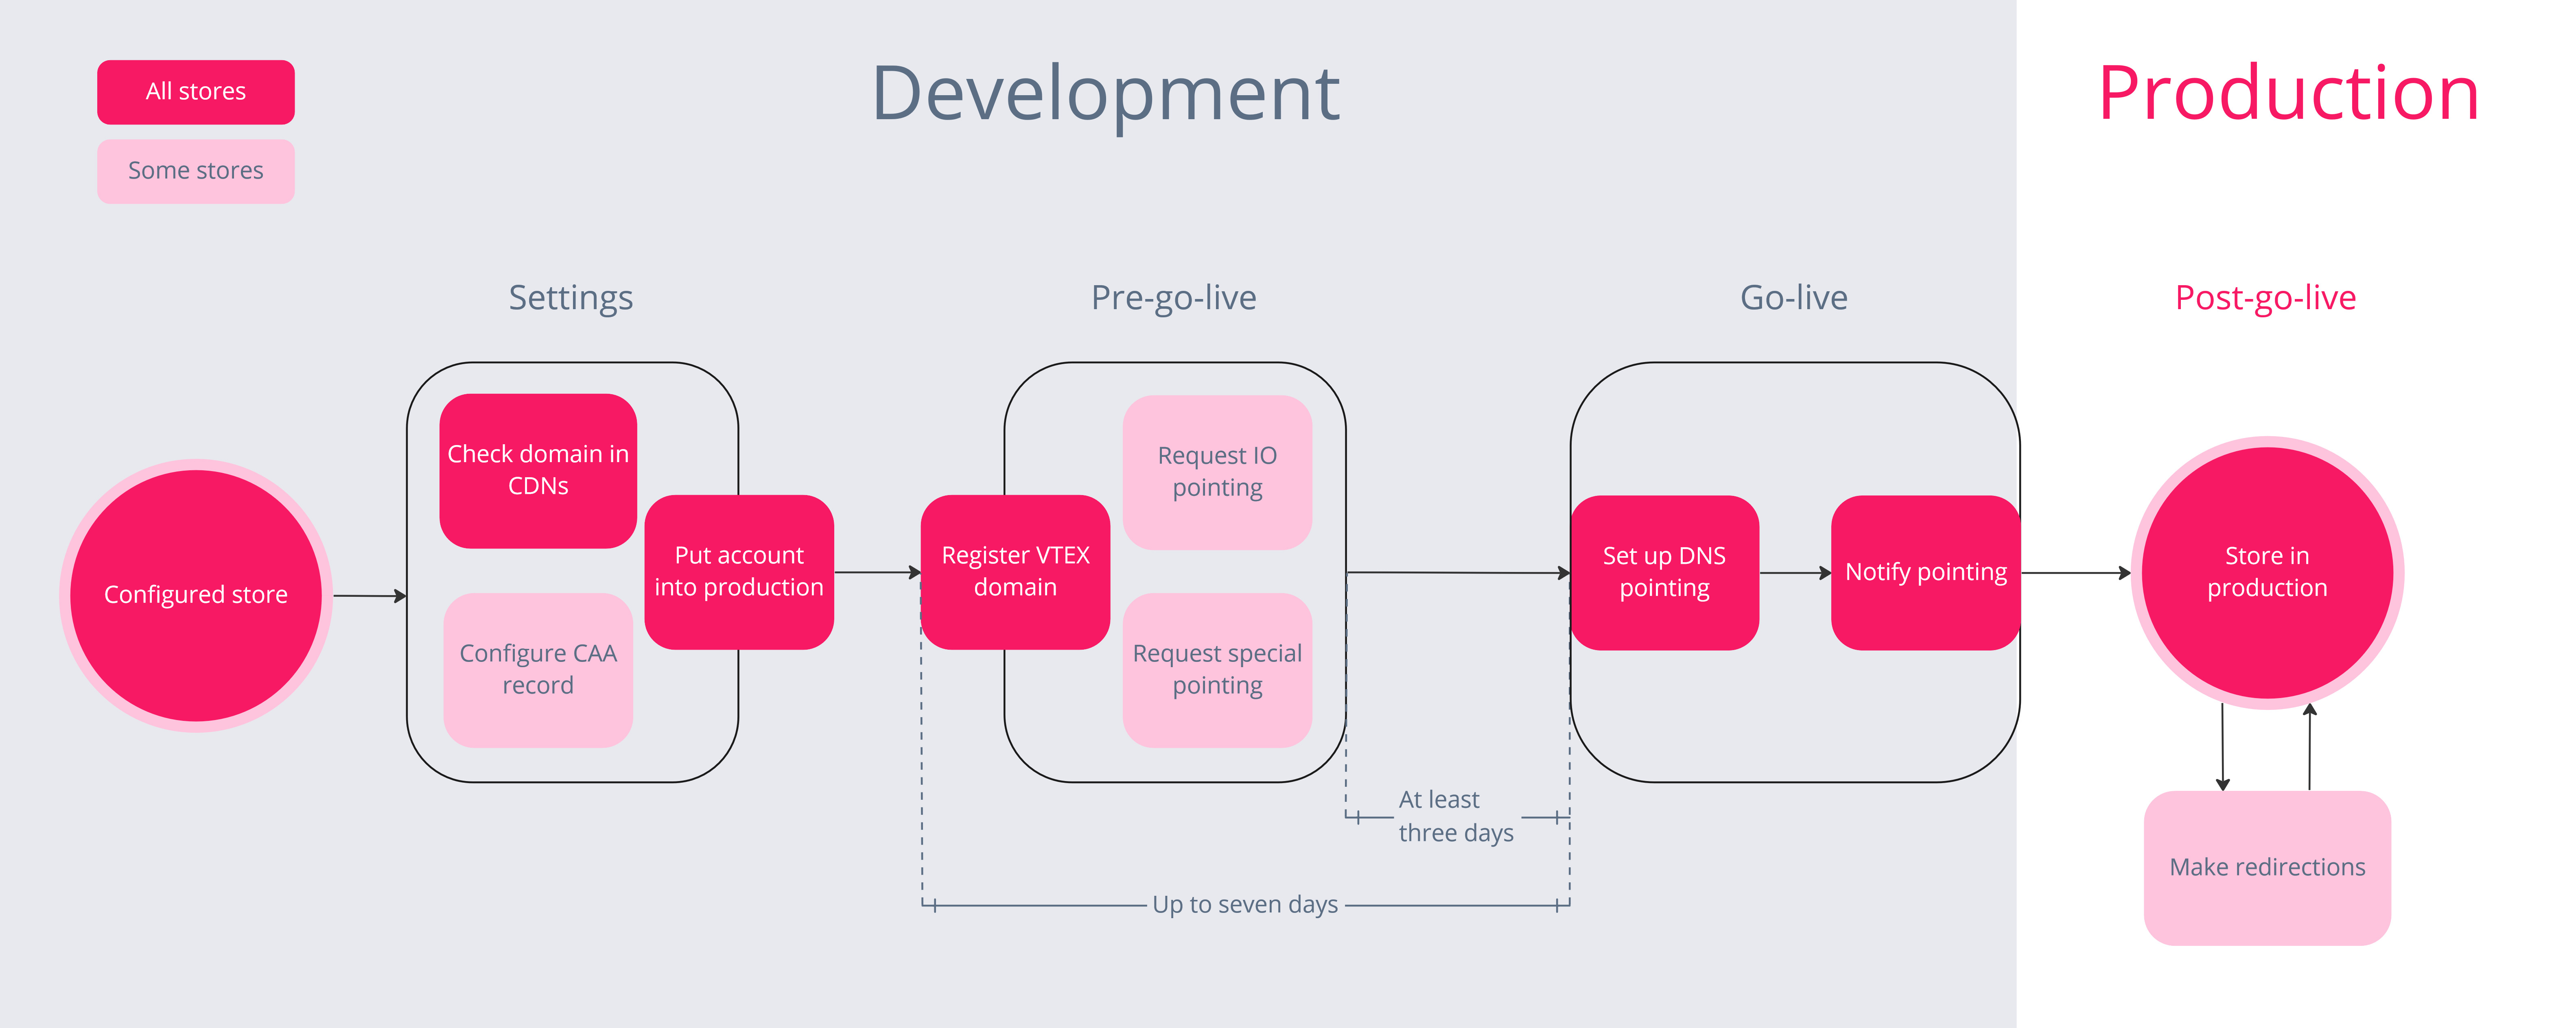 All stores
Some stores
Development
Production
Settings
Pre-go-live
Go-live
Post-go-live
Configured store
Check domain in
CDNs
Configure CAA
record
Put account
into production
Register VTEX
domain
Request IO
pointing
Request special
pointing
Set up DNS
pointing
Notify pointing
Store in
production
At least
three days
Up to seven days
Make redirections